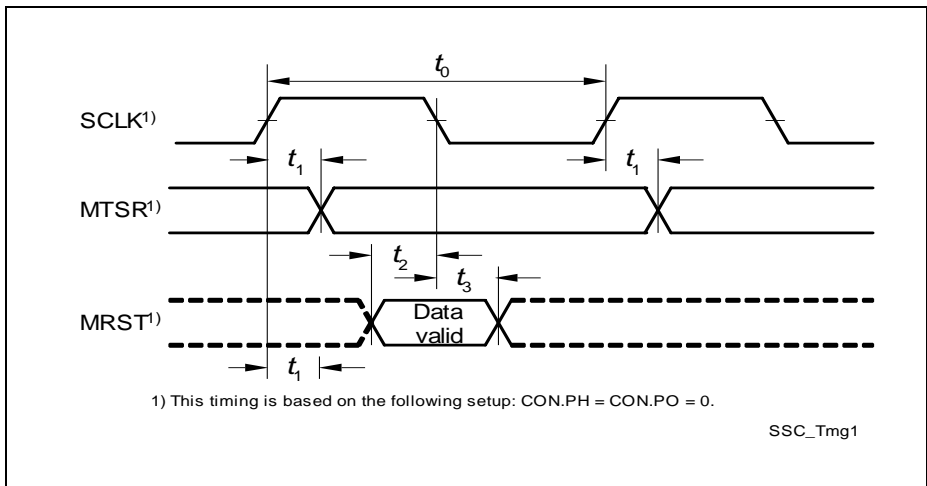 t0
SCLK1)
t1 t1
MTSR1)
t2
t3
MRST1)
Data
valid
t1
1) This timing is based on the following setup: CON.PH = CON.PO = 0.
SSC_Tmg1